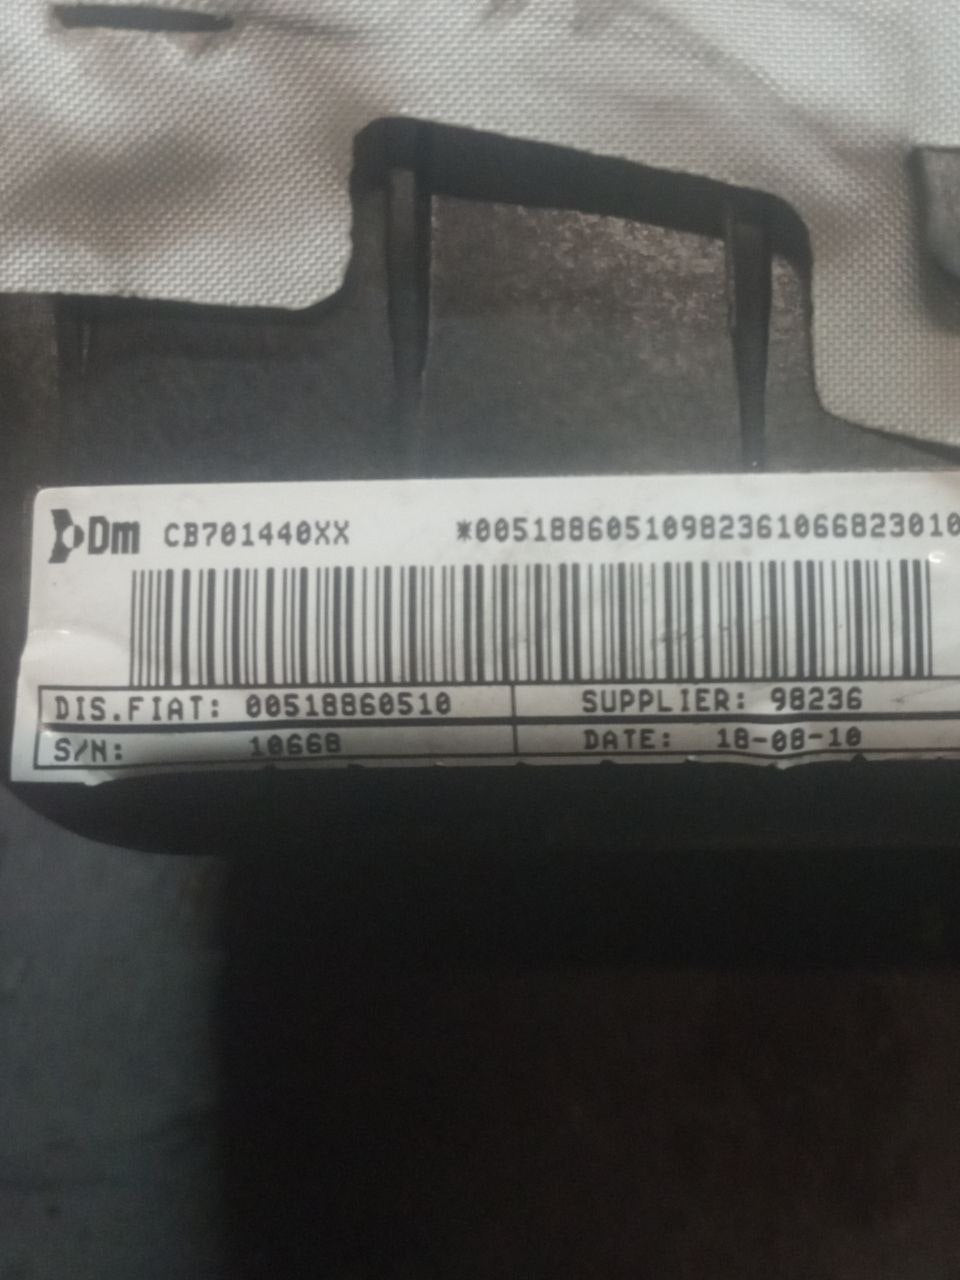 Dm CB701440XX *00518860510982361066823010
DIS.FIAT: 00518860510 SUPPLIER: 98236
S/N: 10668 DATE: 18-08-10